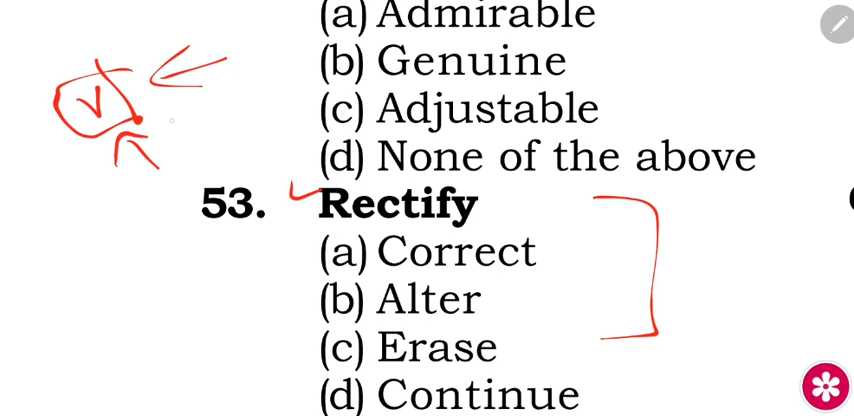 (a) Admirable
(b) Genuine
(c) Adjustable
(d) None of the above
53. Rectify
(a) Correct
(b) Alter
(c) Erase
(d) Continue